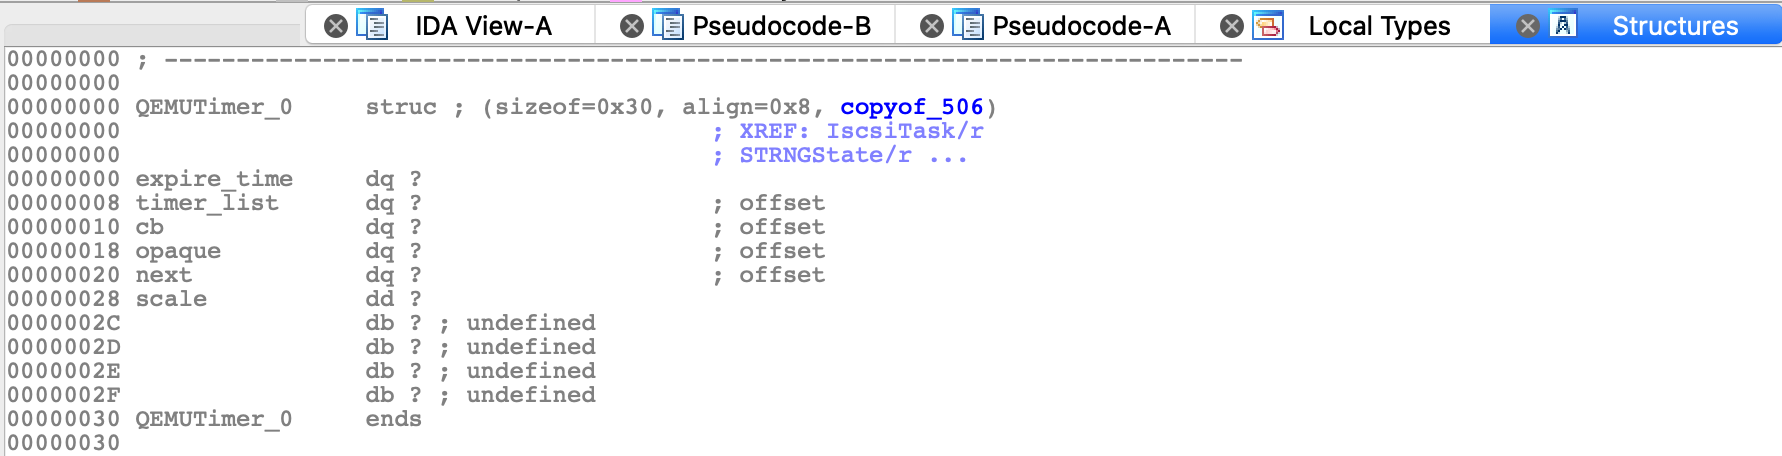 IDA View-A Pseudocode-B Pseudocode-A Local Types Structures
00000000 ; ---------------------------------------------------------------------------
00000000
00000000 QEMUTimer_0     struc ; (sizeof=0x30, align=0x8, copyof_506)
00000000                                         ; XREF: IscsiTask/r
00000000                                         ; STRNGState/r ...
00000000 expire_time     dq ?
00000008 timer_list      dq ?                    ; offset
00000010 cb              dq ?                    ; offset
00000018 opaque          dq ?                    ; offset
00000020 next            dq ?                    ; offset
00000028 scale           dd ?
0000002C                 db ? ; undefined
0000002D                 db ? ; undefined
0000002E                 db ? ; undefined
0000002F                 db ? ; undefined
00000030 QEMUTimer_0     ends
00000030